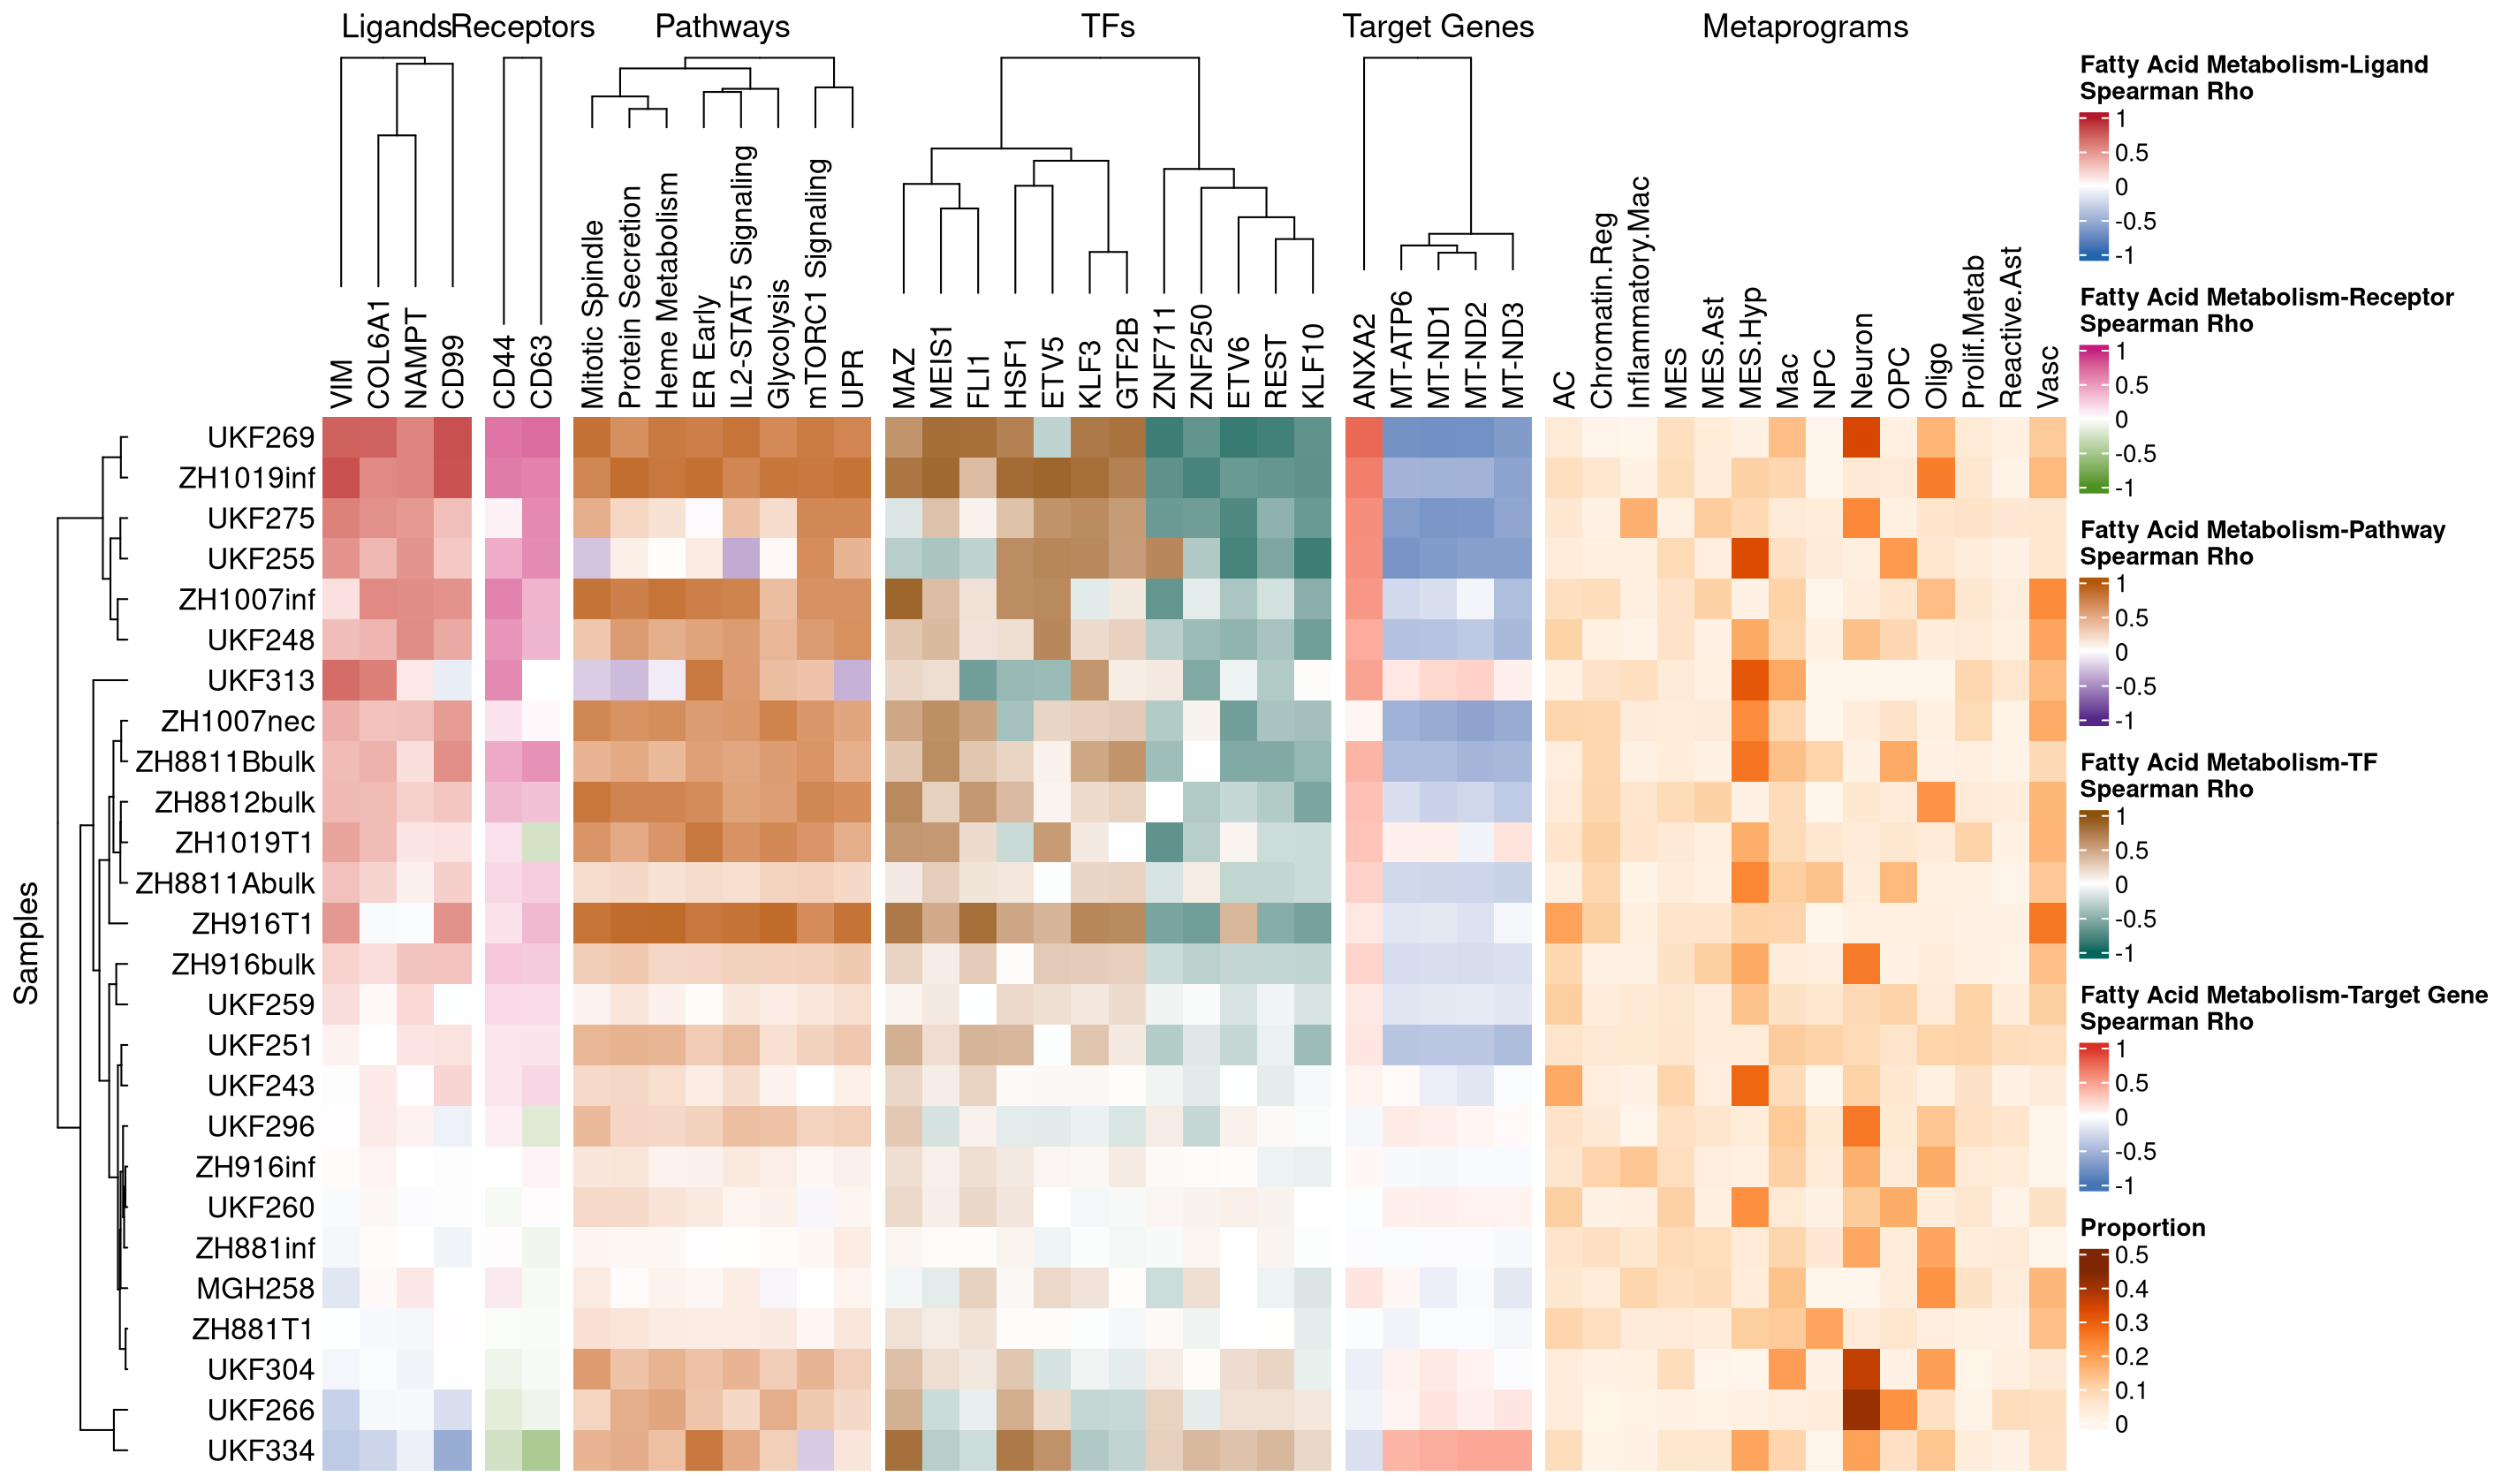 Ligands
Receptors
Pathways
TFs
Target Genes
Metaprograms
VIM
COL6A1
NAMPT
CD99
CD44
CD63
Mitotic Spindle
Protein Secretion
Heme Metabolism
ER Early
IL2-STAT5 Signaling
Glycolysis
mTORC1 Signaling
UPR
MAZ
MEIS1
FLI1
HSF1
ETV5
KLF3
GTF2B
ZNF711
ZNF250
ETV6
REST
KLF10
ANXA2
MT-ATP6
MT-ND1
MT-ND2
MT-ND3
AC
Chromatin.Reg
Inflammatory.Mac
MES
MES.Ast
MES.Hyp
Mac
NPC
Neuron
OPC
Oligo
Prolif.Metab
Reactive.Ast
Vasc
Samples
UKF269
ZH1019inf
UKF275
UKF255
ZH1007inf
UKF248
UKF313
ZH1007nec
ZH8811Bbulk
ZH8812bulk
ZH1019T1
ZH8811Abulk
ZH916T1
ZH916bulk
UKF259
UKF251
UKF243
UKF296
ZH916inf
UKF260
ZH881inf
MGH258
ZH881T1
UKF304
UKF266
UKF334
Fatty Acid Metabolism-Ligand
Spearman Rho
1
0.5
0
-0.5
-1
Fatty Acid Metabolism-Receptor
Spearman Rho
1
0.5
0
-0.5
-1
Fatty Acid Metabolism-Pathway
Spearman Rho
1
0.5
0
-0.5
-1
Fatty Acid Metabolism-TF
Spearman Rho
1
0.5
0
-0.5
-1
Fatty Acid Metabolism-Target Gene
Spearman Rho
1
0.5
0
-0.5
-1
Proportion
0.5
0.4
0.3
0.2
0.1
0